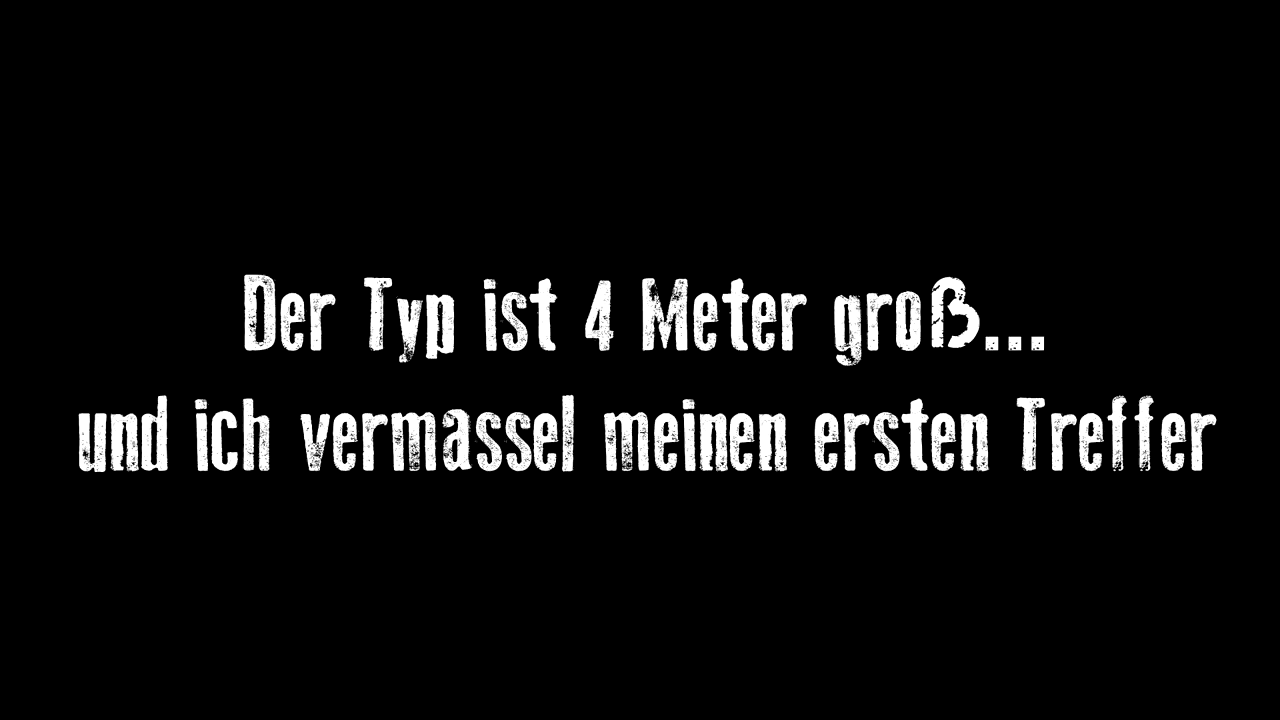 Der Typ ist 4 Meter groß...
und ich vermassel meinen ersten Treffer